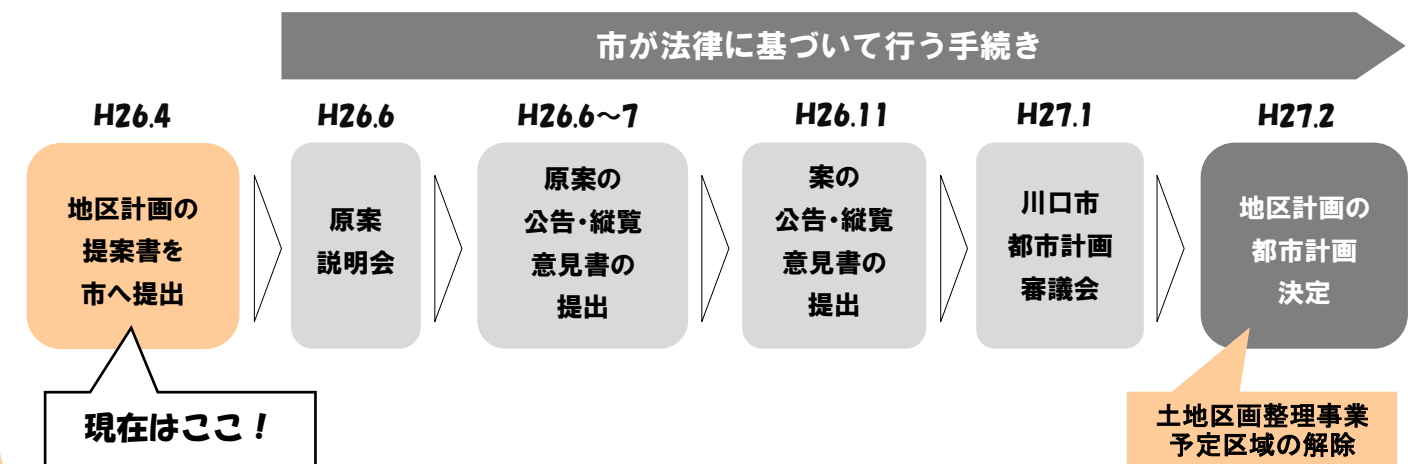 市が法律に基づいて行う手続き
H26.4
地区計画の
提案書を
市へ提出
H26.6
原案
説明会
H26.6～7
原案の
公告・縦覧
意見書の
提出
H26.11
案の
公告・縦覧
意見書の
提出
H27.1
川口市
都市計画
審議会
H27.2
地区計画の
都市計画
決定
現在はここ！
土地区画整理事業
予定区域の解除